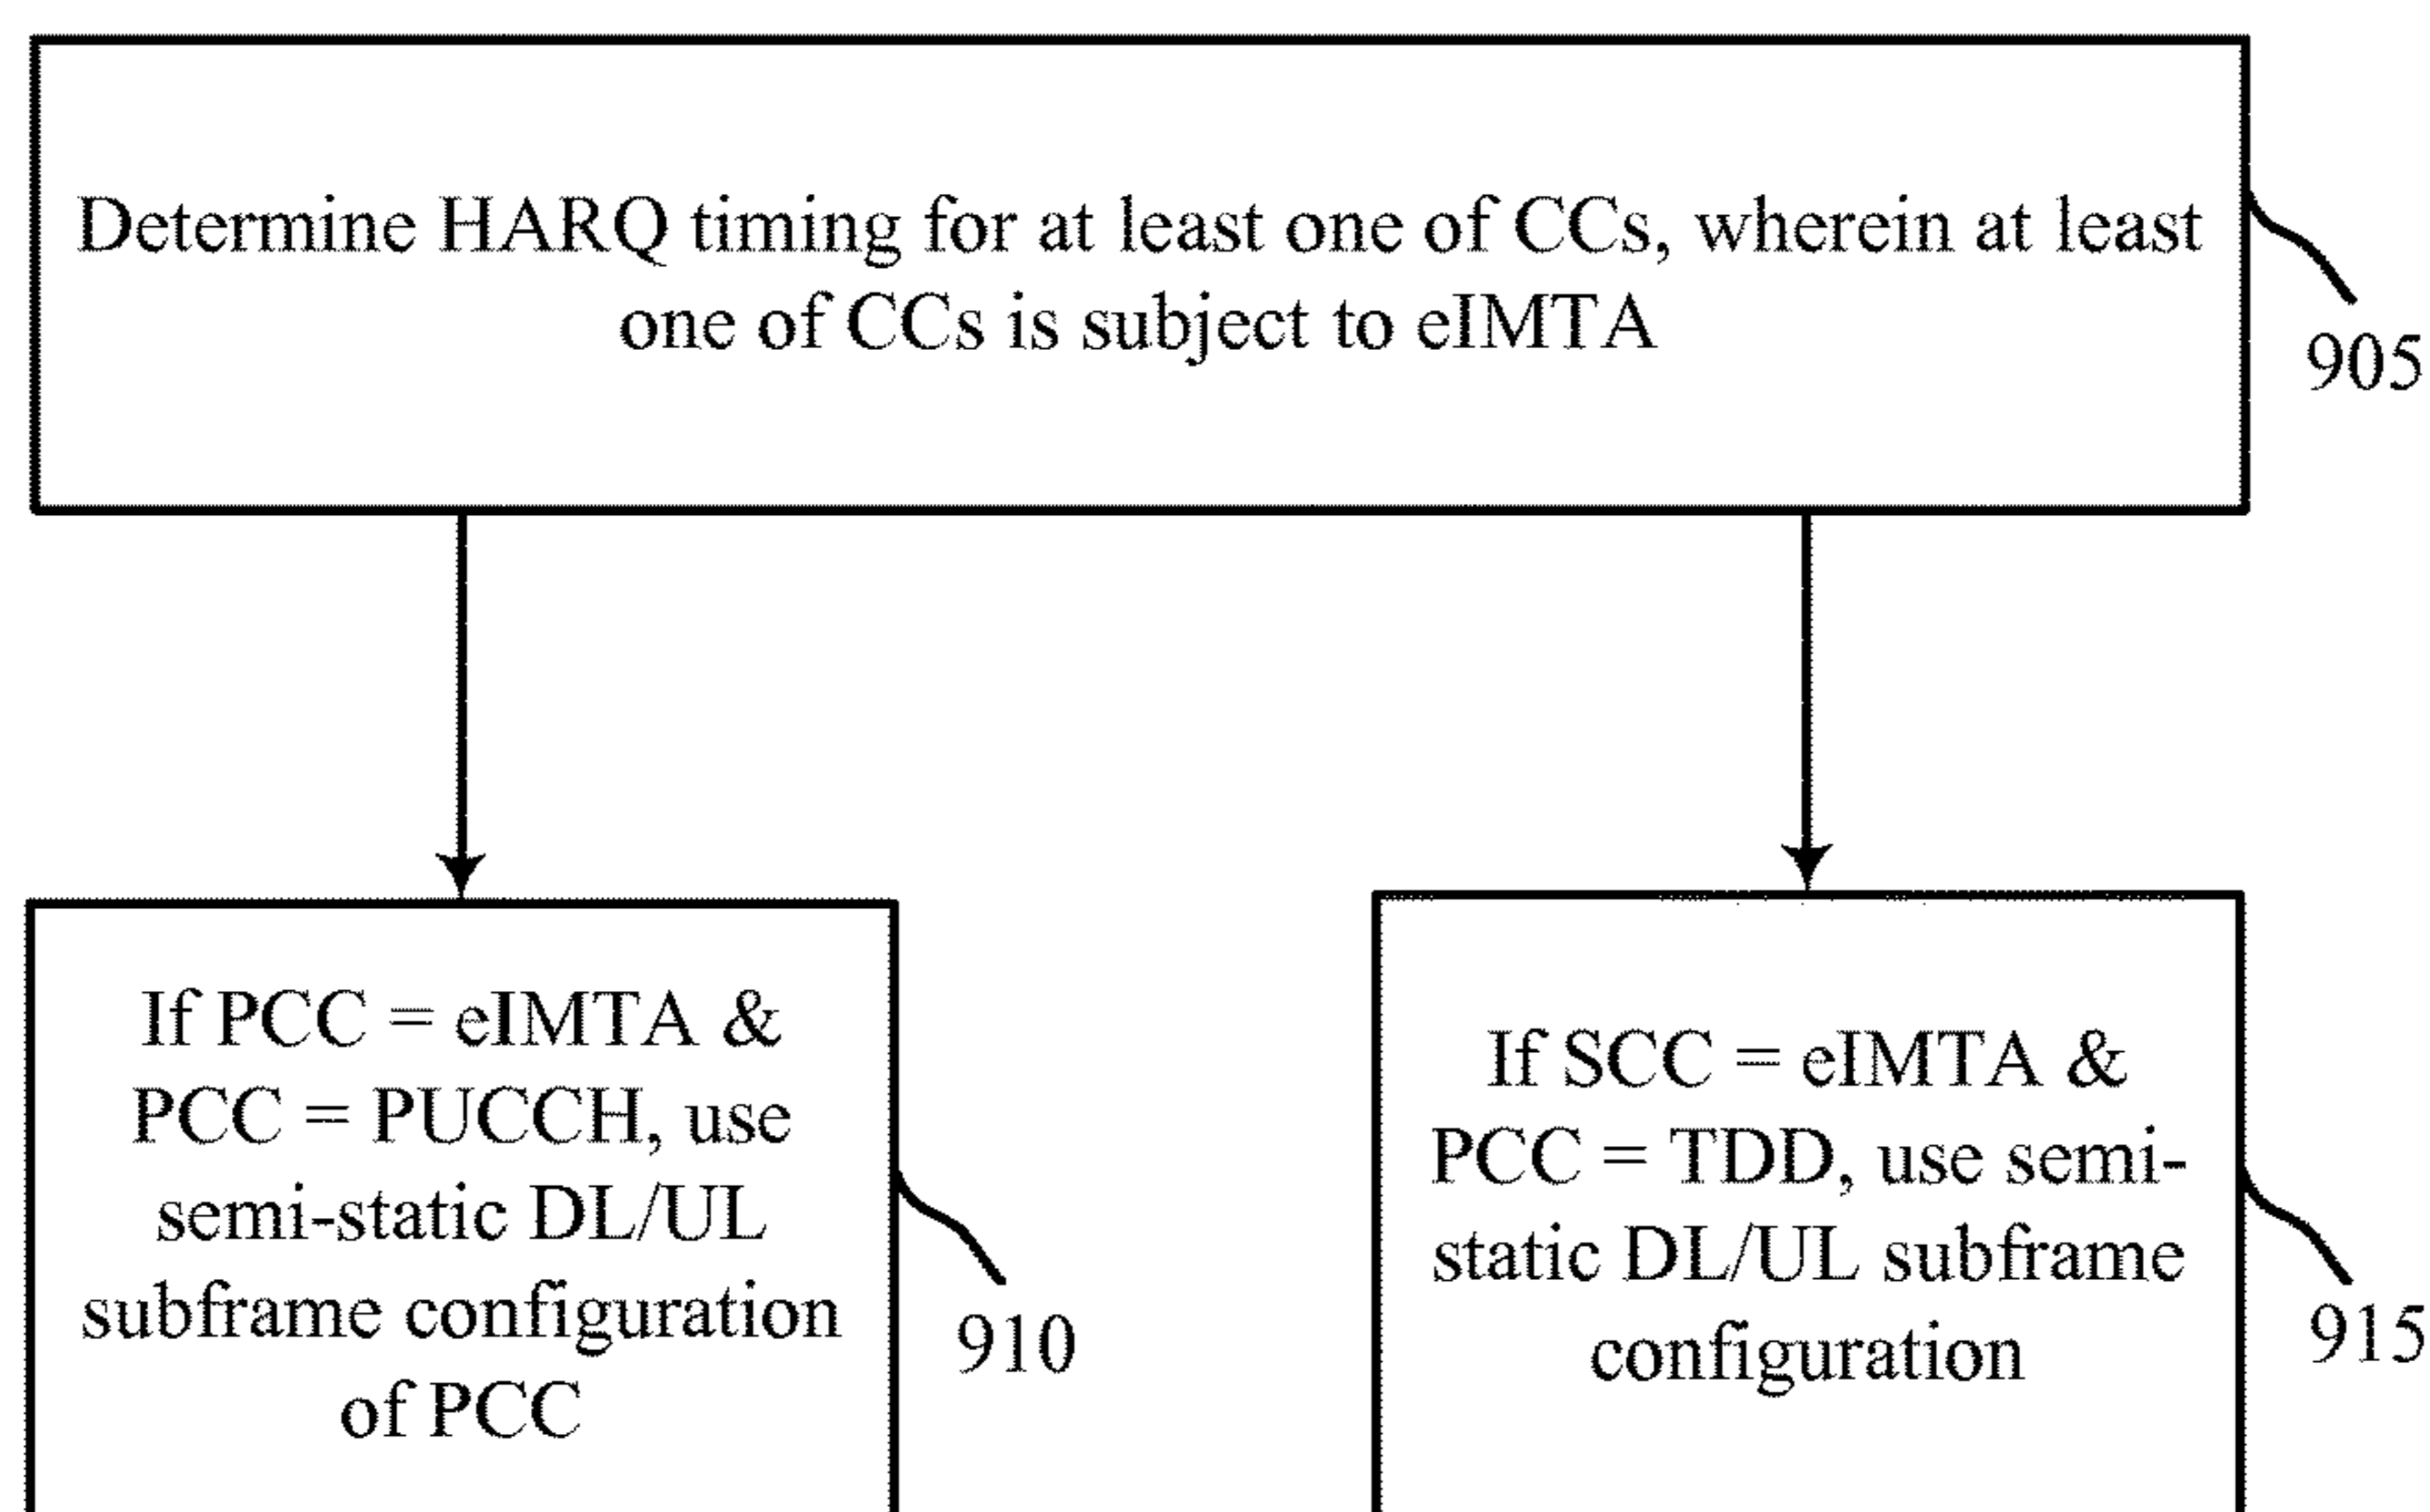 Determine HARQ timing for at least one of CCs, wherein at least
one of CCs is subject to eIMTA
905
If PCC = eIMTA &
PCC = PUCCH, use
semi-static DL/UL
subframe configuration
of PCC
910
If SCC = eIMTA &
PCC = TDD, use semi-
static DL/UL subframe
configuration
915